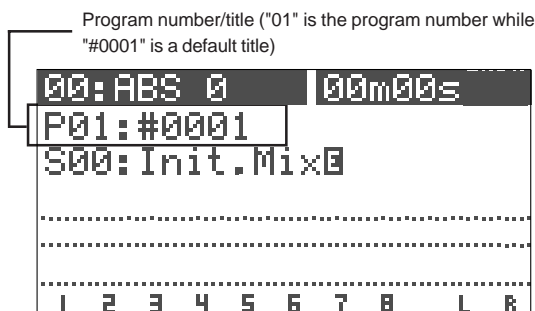 Program number/title ("01" is the program number while
"#0001" is a default title)
00:ABS 0 00m00s
P01:#0001
S00:Init.MixE
1 2 3 4 5 6 7 8 L R